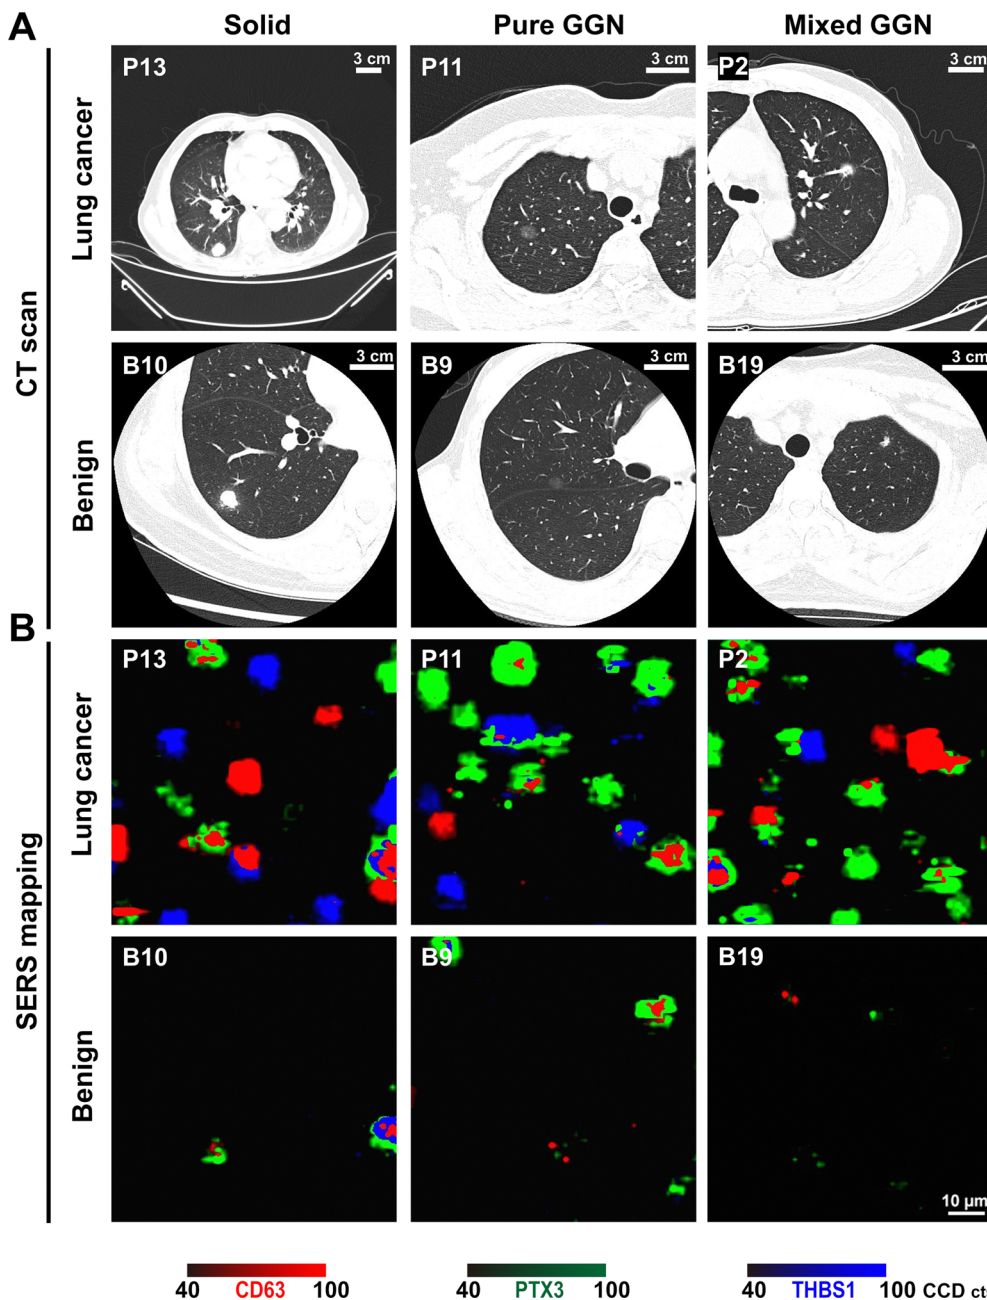 A
Solid
Pure GGN
Mixed GGN
CT scan
Lung cancer
P13
3 cm
P11
3 cm
P2
3 cm
Benign
B10
3 cm
B9
3 cm
B19
3 cm
B
SERS mapping
Lung cancer
P13
P11
P2
Benign
B10
B9
B19
10 µm
40 CD63 100
40 PTX3 100
40 THBS1 100 CCD ct